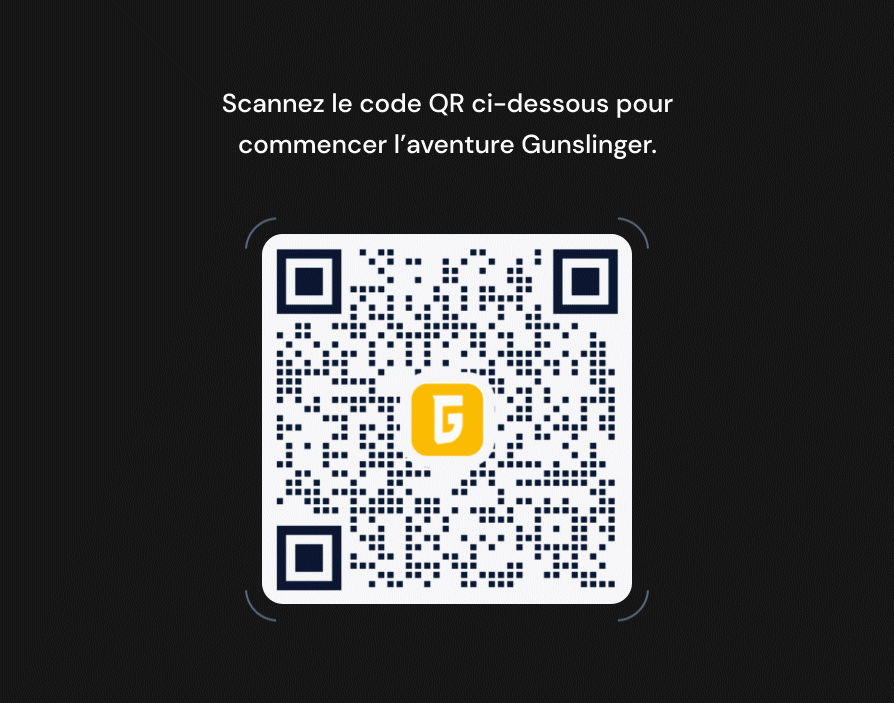 Scannez le code QR ci-dessous pour
commencer l’aventure Gunslinger.
G